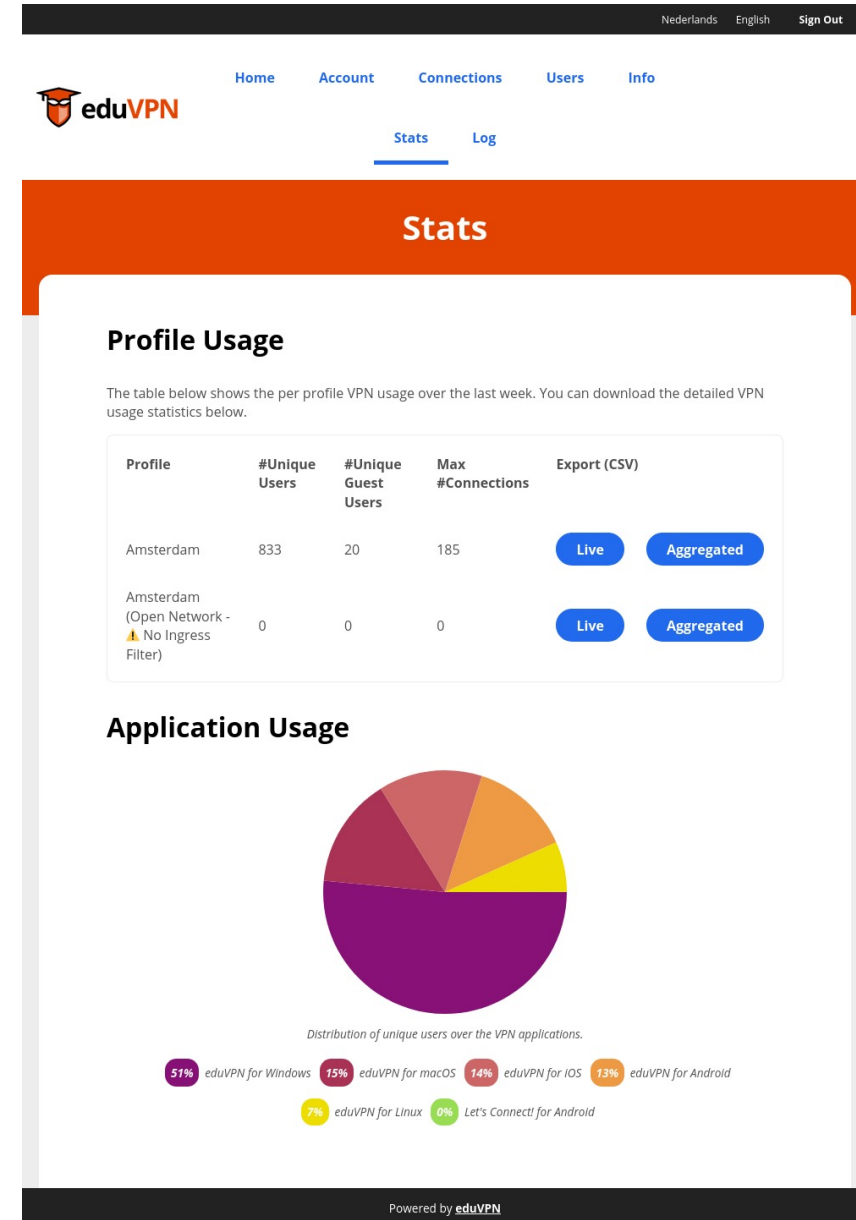 Nederlands English Sign Out
Home Account Connections Users Info
eduVPN
Stats Log
Stats
Profile Usage
The table below shows the per profile VPN usage over the last week. You can download the detailed VPN
usage statistics below.
Profile #Unique Users #Unique Guest Users Max #Connections Export (CSV)
Amsterdam 833 20 185 Live Aggregated
Amsterdam
(Open Network -
⚠ No Ingress
Filter)
0 0 0 Live Aggregated
Application Usage
Distribution of unique users over the VPN applications.
51% eduVPN for Windows 15% eduVPN for macOS 14% eduVPN for iOS 13% eduVPN for Android
7% eduVPN for Linux 0% Let's Connect! for Android
Powered by eduVPN